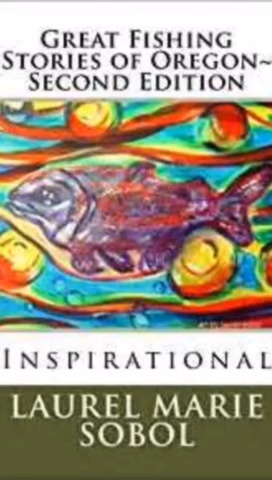 Great Fishing
Stories of Oregon~
Second Edition
Inspirational
Laurel Marie
Sobol